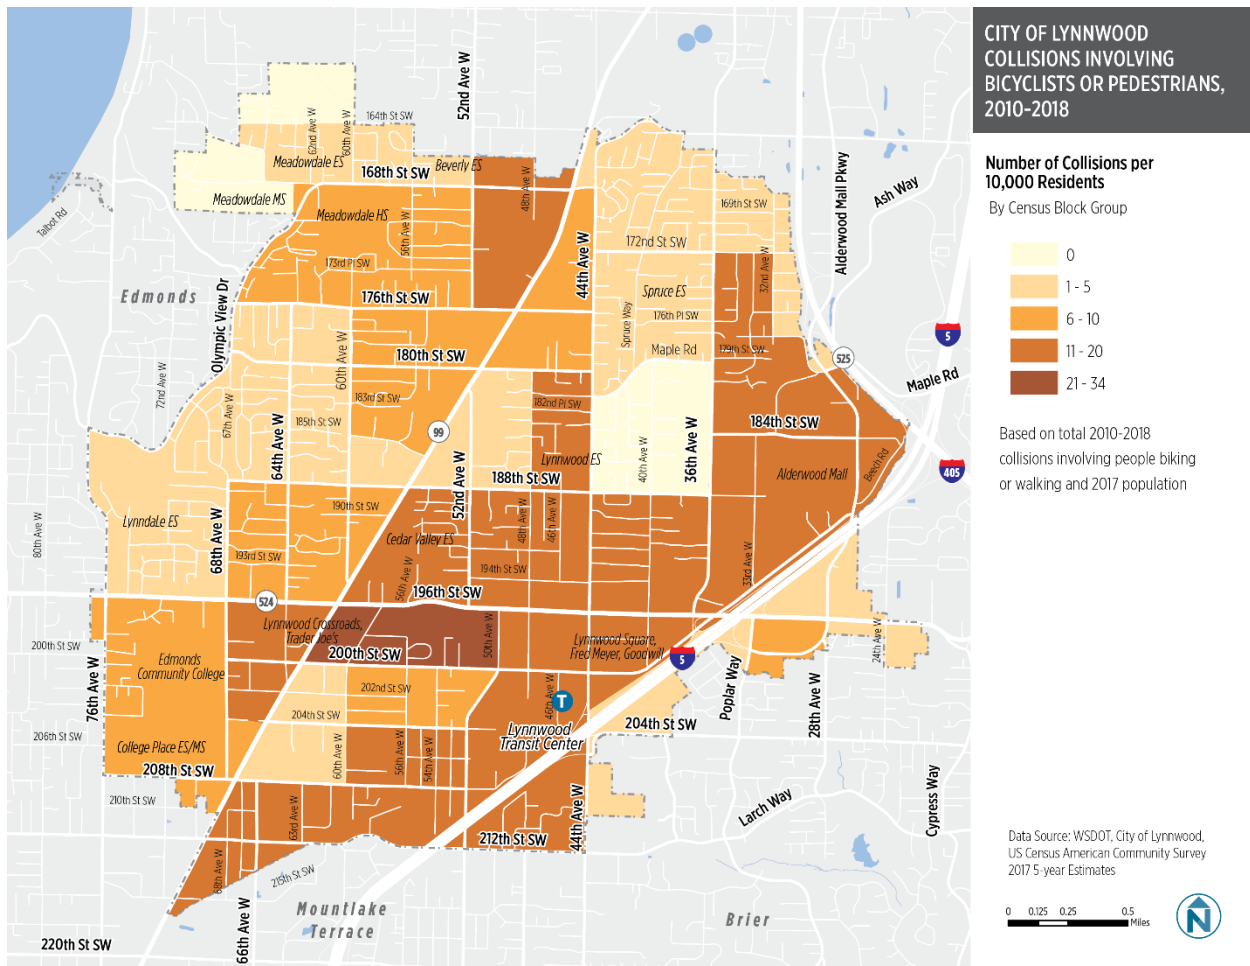 CITY OF LYNNWOOD
COLLISIONS INVOLVING
BICYCLISTS OR PEDESTRIANS,
2010-2018
Number of Collisions per
10,000 Residents
By Census Block Group
0
1 - 5
6 - 10
11 - 20
21 - 34
Based on total 2010-2018
collisions involving people biking
or walking and 2017 population
Data Source: WSDOT, City of Lynnwood,
US Census American Community Survey
2017 5-year Estimates
0 0.125 0.25 0.5
Miles
N
52nd Ave W
164th St SW
62nd Ave W
60th Ave W
Meadowdale ES
Beverly ES
168th St SW
48th Ave W
Alderwood Mall Pkwy
Ash Way
Meadowdale MS
Meadowdale HS
Talbot Rd
56th Ave W
169th St SW
172nd St SW
44th Ave W
32nd Ave W
173rd Pl SW
Edmonds
176th St SW
Spruce ES
Olympic View Dr
Spruce Way
176th Pl SW
5
60th Ave W
180th St SW
Maple Rd
179th St SW
525
Maple Rd
72nd Ave W
67th Ave W
183rd St SW
182nd Pl SW
185th St SW
64th Ave W
99
184th St SW
52nd Ave W
Lynnwood ES
40th Ave W
36th Ave W
Alderwood Mall
Beech Rd
405
188th St SW
80th Ave W
Lynndale ES
68th Ave W
190th St SW
48th Ave W
46th Ave W
Cedar Valley ES
193rd St SW
194th St SW
33rd Ave W
56th Ave W
196th St SW
524
Lynnwood Crossroads,
Trader Joe's
50th Ave W
Lynnwood Square,
Fred Meyer, Goodwill
24th Ave W
200th St SW
200th St SW
5
Edmonds
Community College
76th Ave W
202nd St SW
46th Ave W
T
Poplar Way
28th Ave W
204th St SW
204th St SW
Lynnwood
Transit Center
206th St SW
College Place ES/MS
60th Ave W
56th Ave W
54th Ave W
208th St SW
210th St SW
63rd Ave W
44th Ave W
Larch Way
Cypress Way
212th St SW
68th Ave W
215th St SW
66th Ave W
Mountlake
Terrace
Brier
220th St SW